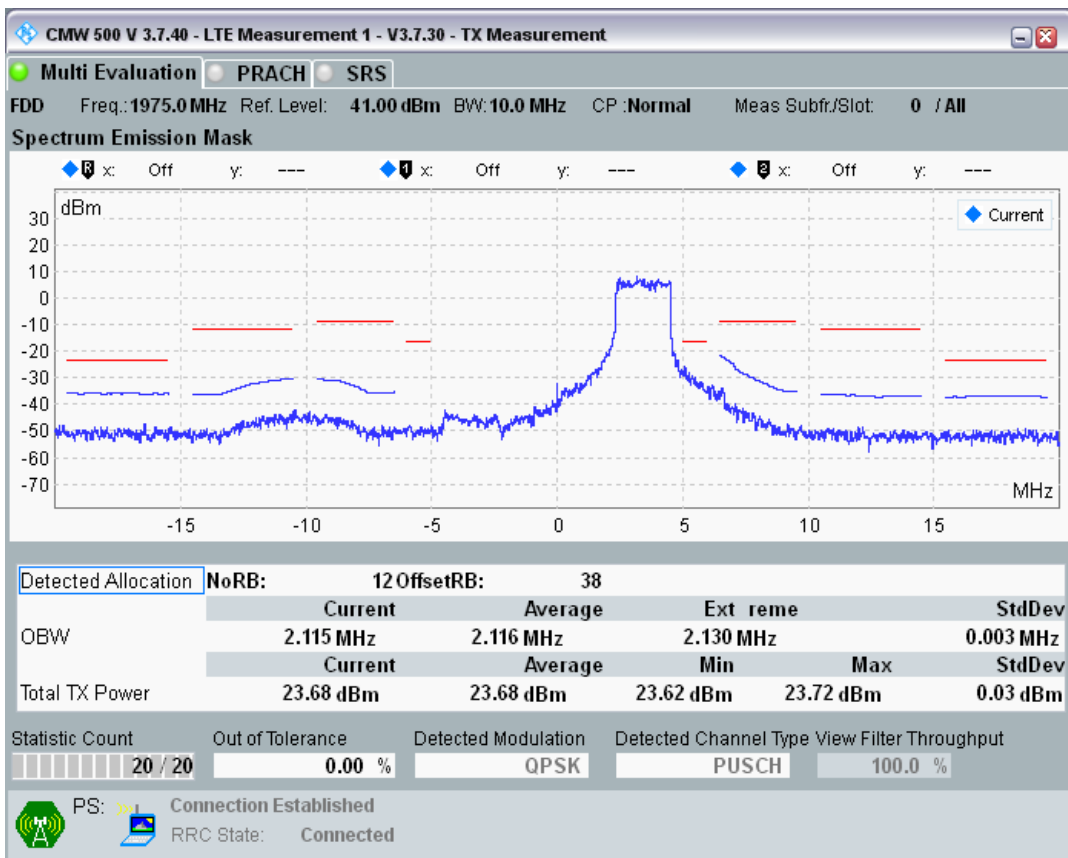 CMW 500 V 3.7.40 - LTE Measurement 1 - V3.7.30 - TX Measurement
Multi Evaluation PRACH SRS
FDD Freq.: 1975.0 MHz Ref. Level: 41.00 dBm BW: 10.0 MHz CP : Normal Meas Subfr./Slot: 0 / All
Spectrum Emission Mask
R x: Off y: --- 1 x: Off y: --- 2 x: Off y: ---
dBm
Current
30
20
10
0
-10
-20
-30
-40
-50
-60
-70
MHz
-15 -10 -5 0 5 10 15
Detected Allocation NoRB: 12 OffsetRB: 38
Current Average Ext reme StdDev
OBW 2.115 MHz 2.116 MHz 2.130 MHz 0.003 MHz
Current Average Min Max StdDev
Total TX Power 23.68 dBm 23.68 dBm 23.62 dBm 23.72 dBm 0.03 dBm
Statistic Count Out of Tolerance Detected Modulation Detected Channel Type View Filter Throughput
20 / 20 0.00 % QPSK PUSCH 100.0 %
PS: Connection Established
RRC State: Connected